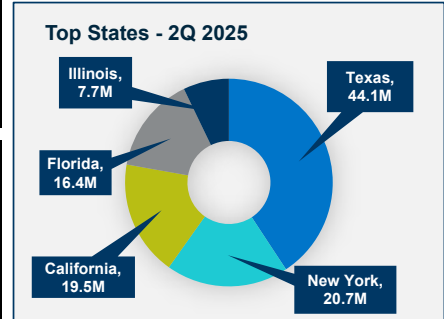 Top States - 2Q 2025
Illinois,
7.7M
Texas,
44.1M
Florida,
16.4M
California,
19.5M
New York,
20.7M